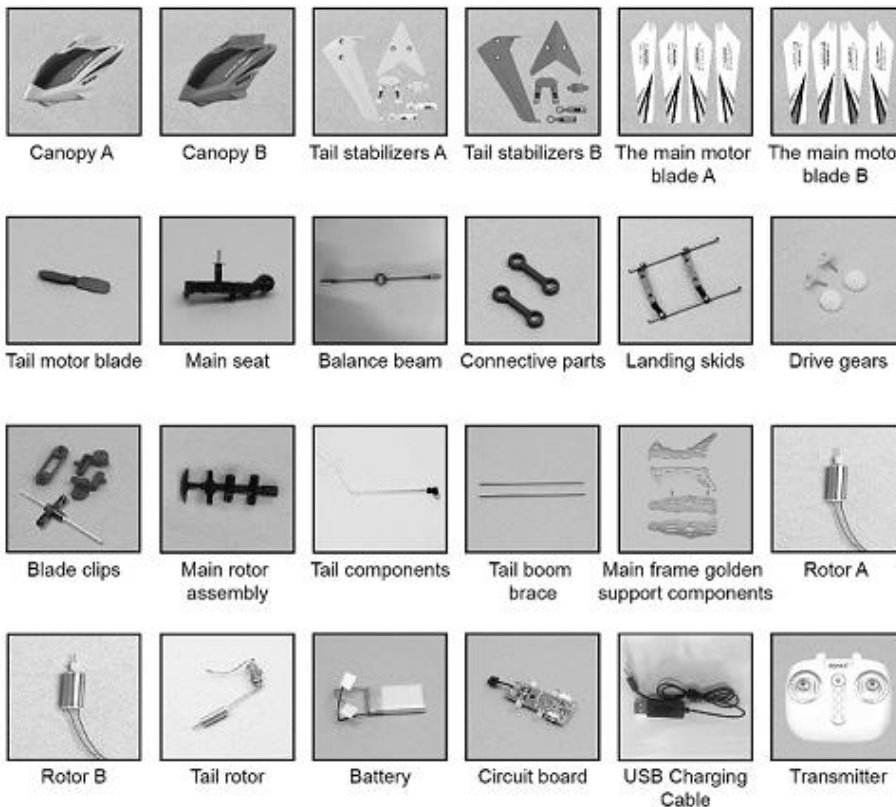 Canopy A
Canopy B
Tail stabilizers A
Tail stabilizers B
The main motor
blade A
The main moto
blade B
Tail motor blade
Main seat
Balance beam
Connective parts
Landing skids
Drive gears
Blade clips
Main rotor
assembly
Tail components
Tail boom
brace
Main frame golden
support components
Rotor A
Rotor B
Tail rotor
Battery
Circuit board
USB Charging
Cable
Transmitter